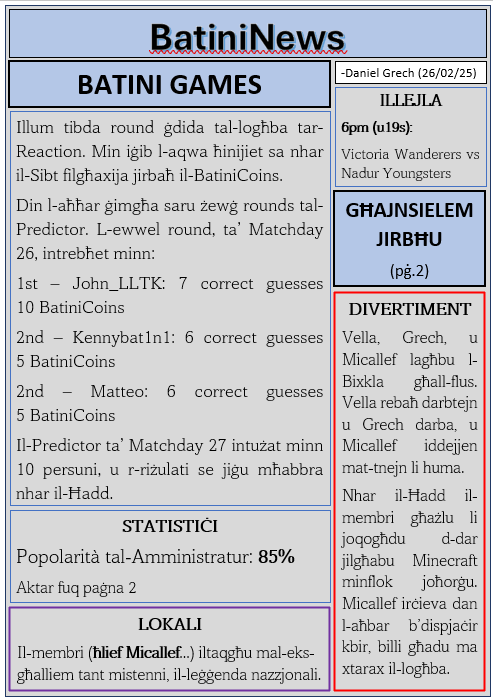 BatiniNews
BATINI GAMES
Illum tibda round ġdida tal-logħba tar-
Reaction. Min iġib l-aqwa ħinijiet sa nhar
il-Sibt filgħaxija jirbaħ il-BatiniCoins.
Din l-aħħar ġimgħa saru żewġ rounds tal-
Predictor. L-ewwel round, ta’ Matchday
26, intrebħet minn:
1st – John_LLTK: 7 correct guesses
10 BatiniCoins
2nd – Kennybat1n1: 6 correct guesses
5 BatiniCoins
2nd – Matteo: 6 correct guesses
5 BatiniCoins
Il-Predictor ta’ Matchday 27 intużat minn
10 persuni, u r-riżulati se jiġu mħabbra
nhar il-Ħadd.
STATISTIĊI
Popolarità tal-Amministratur: 85%
Aktar fuq paġna 2
LOKALI
Il-membri (ħlief Micallef...) iltaqgħu mal-eks-
għalliem tant mistenni, il-leġġenda nazzjonali.
-Daniel Grech (26/02/25)
ILLEJLA
6pm (u19s):
Victoria Wanderers vs
Nadur Youngsters
GĦAJNSIELEM
JIRBĦU
(pġ.2)
DIVERTIMENT
Vella, Grech, u
Micallef lagħbu l-
Bixkla għall-flus.
Vella rebaħ darbtejn
u Grech darba, u
Micallef iddejjen
mat-tnejn li huma.
Nhar il-Ħadd il-
membri għażlu li
joqogħdu d-dar
jilgħabu Minecraft
minflok joħorġu.
Micallef irċieva dan
l-aħbar b’dispjaċir
kbir, billi għadu ma
xtarax il-logħba.